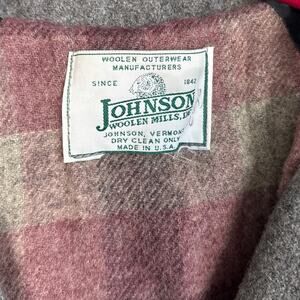 WOOLEN OUTERWEAR
MANUFACTURERS
SINCE 1842
JOHNSON
WOOLEN MILLS, INC
JOHNSON, VERMONT
DRY CLEAN ONLY
MADE IN U.S.A.